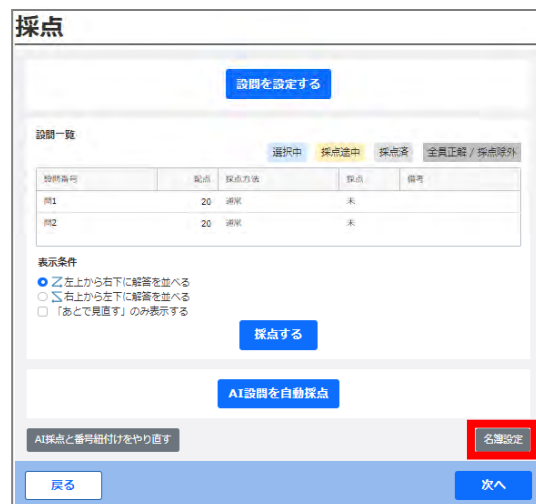 採点
設問を設定する
設問一覧
選択中 採点途中 採点済 全員正解 / 採点除外
設問番号 配点 採点方法 採点 備考
問1 20 通常 未
問2 20 通常 未
表示条件
左上から右下に解答を並べる
右上から左下に解答を並べる
「あとで見直す」のみ表示する
採点する
AI設問を自動採点
AI採点と番号紐付けをやり直す 名簿設定
戻る 次へ